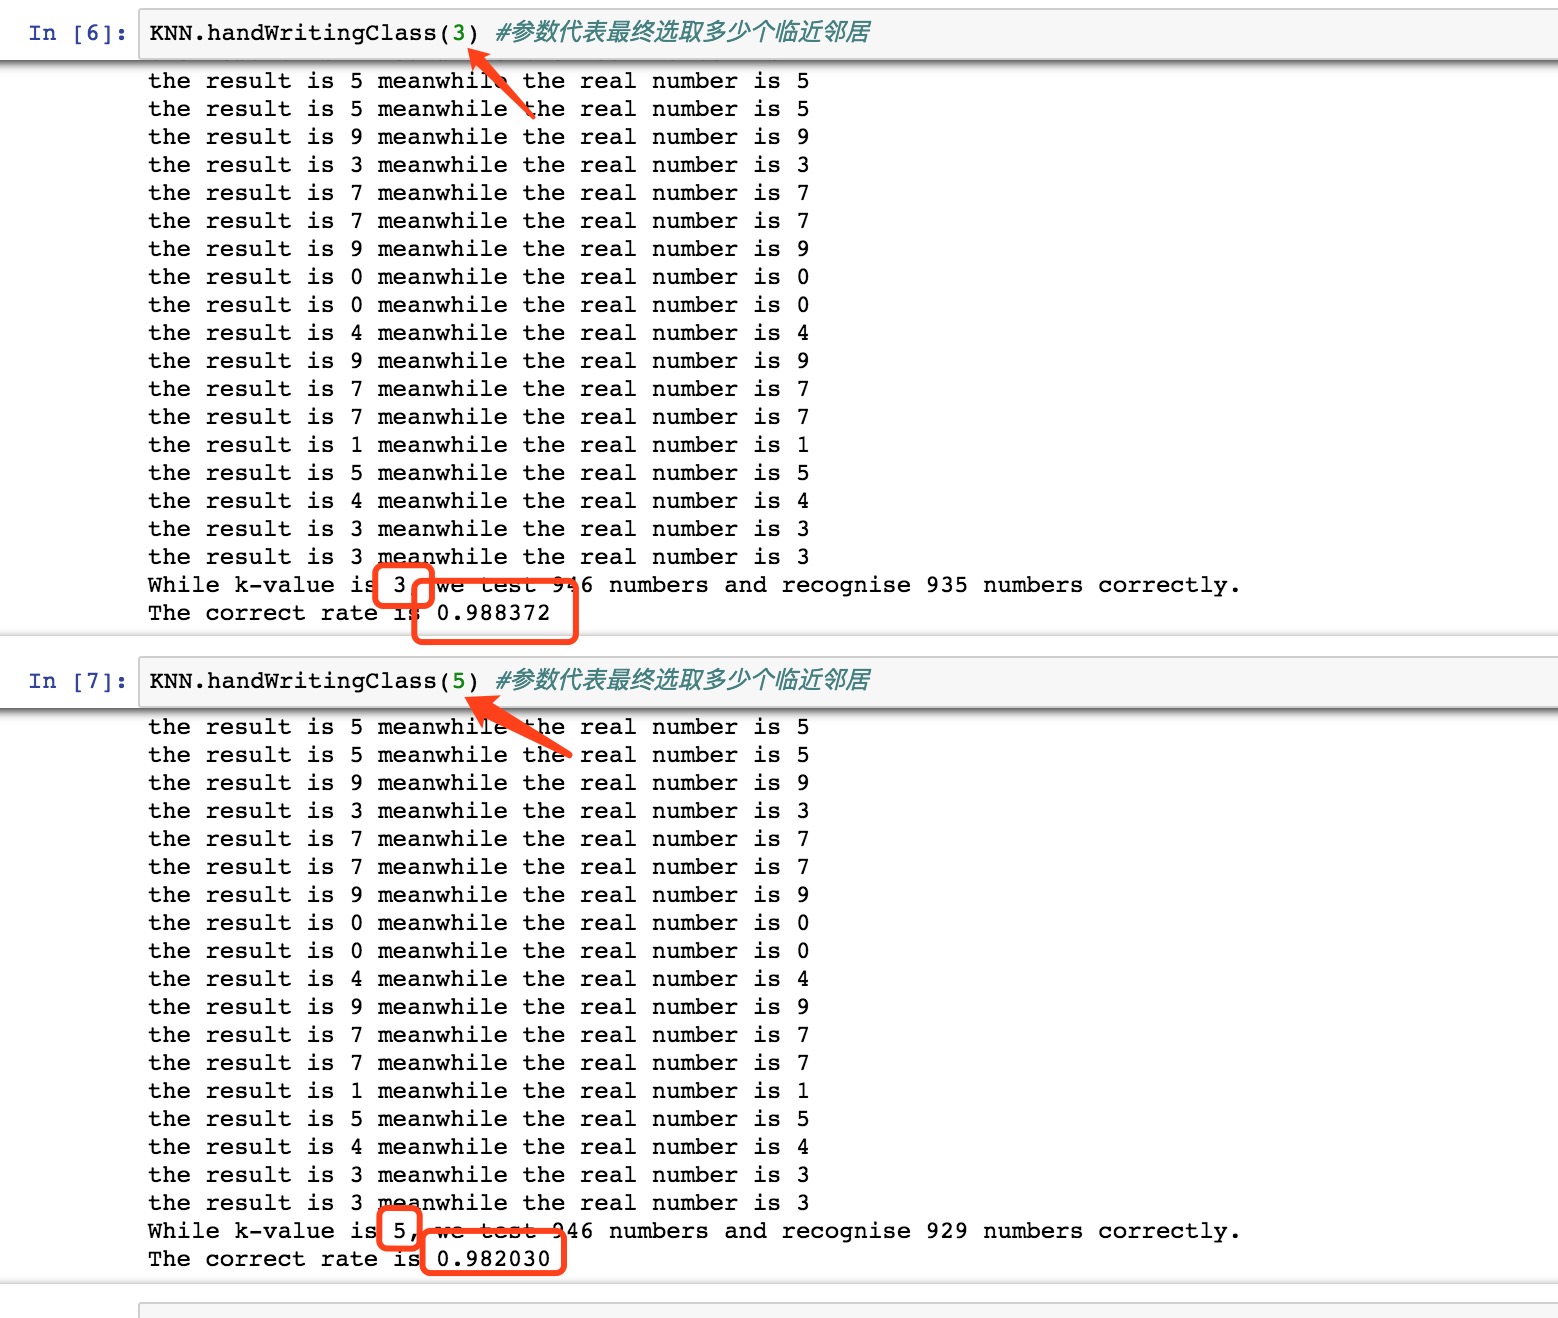 In [6]: KNN.handWritingClass(3) #参数代表最终选取多少个临近邻居
the result is 5 meanwhile the real number is 5
the result is 5 meanwhile the real number is 5
the result is 9 meanwhile the real number is 9
the result is 3 meanwhile the real number is 3
the result is 7 meanwhile the real number is 7
the result is 7 meanwhile the real number is 7
the result is 9 meanwhile the real number is 9
the result is 0 meanwhile the real number is 0
the result is 0 meanwhile the real number is 0
the result is 4 meanwhile the real number is 4
the result is 9 meanwhile the real number is 9
the result is 7 meanwhile the real number is 7
the result is 7 meanwhile the real number is 7
the result is 1 meanwhile the real number is 1
the result is 5 meanwhile the real number is 5
the result is 4 meanwhile the real number is 4
the result is 3 meanwhile the real number is 3
the result is 3 meanwhile the real number is 3
While k-value is 3, we test 946 numbers and recognise 935 numbers correctly.
The correct rate is 0.988372
In [7]: KNN.handWritingClass(5) #参数代表最终选取多少个临近邻居
the result is 5 meanwhile the real number is 5
the result is 5 meanwhile the real number is 5
the result is 9 meanwhile the real number is 9
the result is 3 meanwhile the real number is 3
the result is 7 meanwhile the real number is 7
the result is 7 meanwhile the real number is 7
the result is 9 meanwhile the real number is 9
the result is 0 meanwhile the real number is 0
the result is 0 meanwhile the real number is 0
the result is 4 meanwhile the real number is 4
the result is 9 meanwhile the real number is 9
the result is 7 meanwhile the real number is 7
the result is 7 meanwhile the real number is 7
the result is 1 meanwhile the real number is 1
the result is 5 meanwhile the real number is 5
the result is 4 meanwhile the real number is 4
the result is 3 meanwhile the real number is 3
the result is 3 meanwhile the real number is 3
While k-value is 5, we test 946 numbers and recognise 929 numbers correctly.
The correct rate is 0.982030